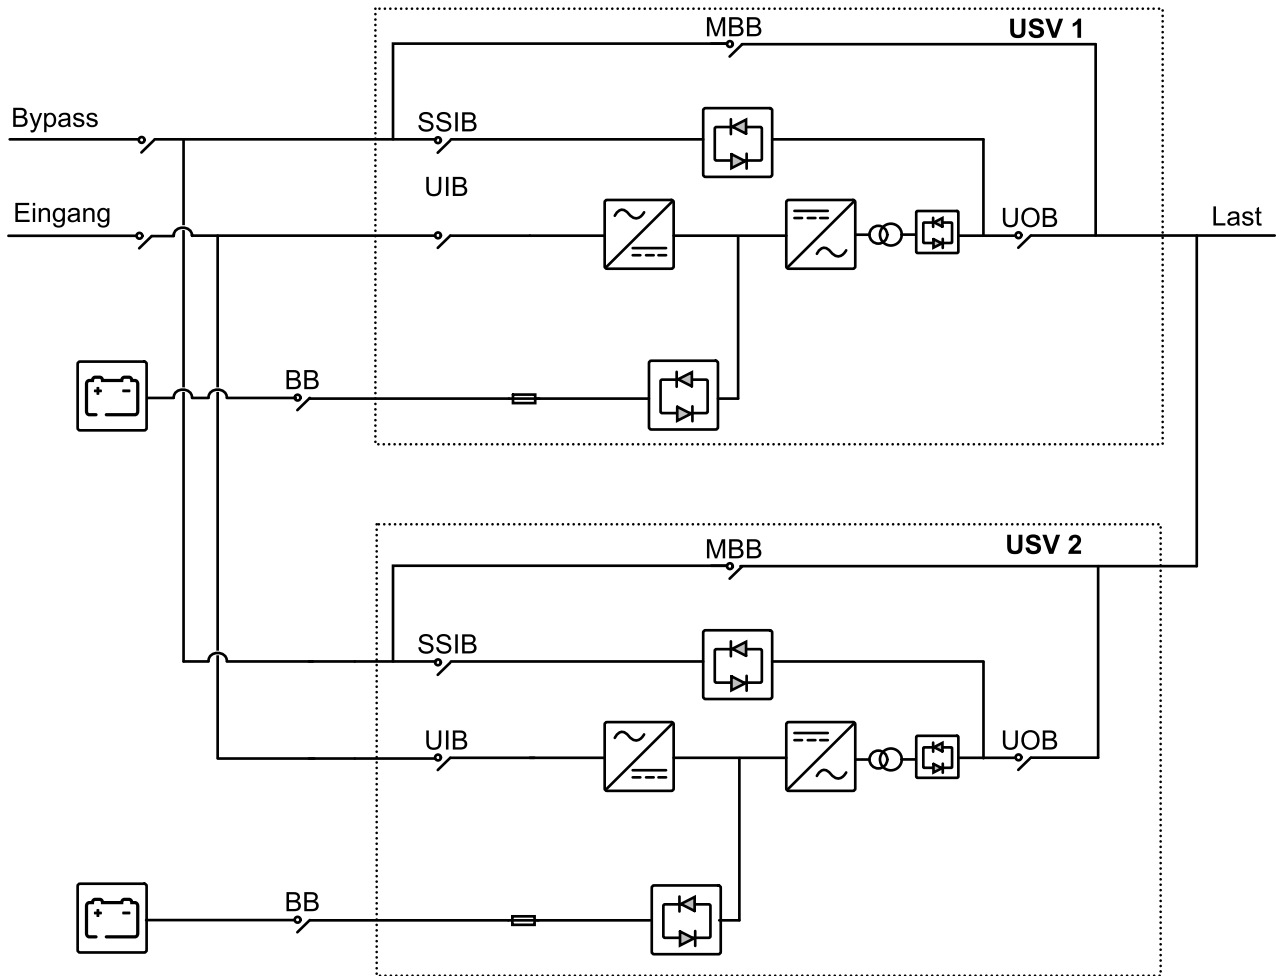 MBB
USV 1
Bypass
SSIB
UIB
Eingang
UOB
Last
BB
MBB
USV 2
SSIB
UIB
UOB
BB